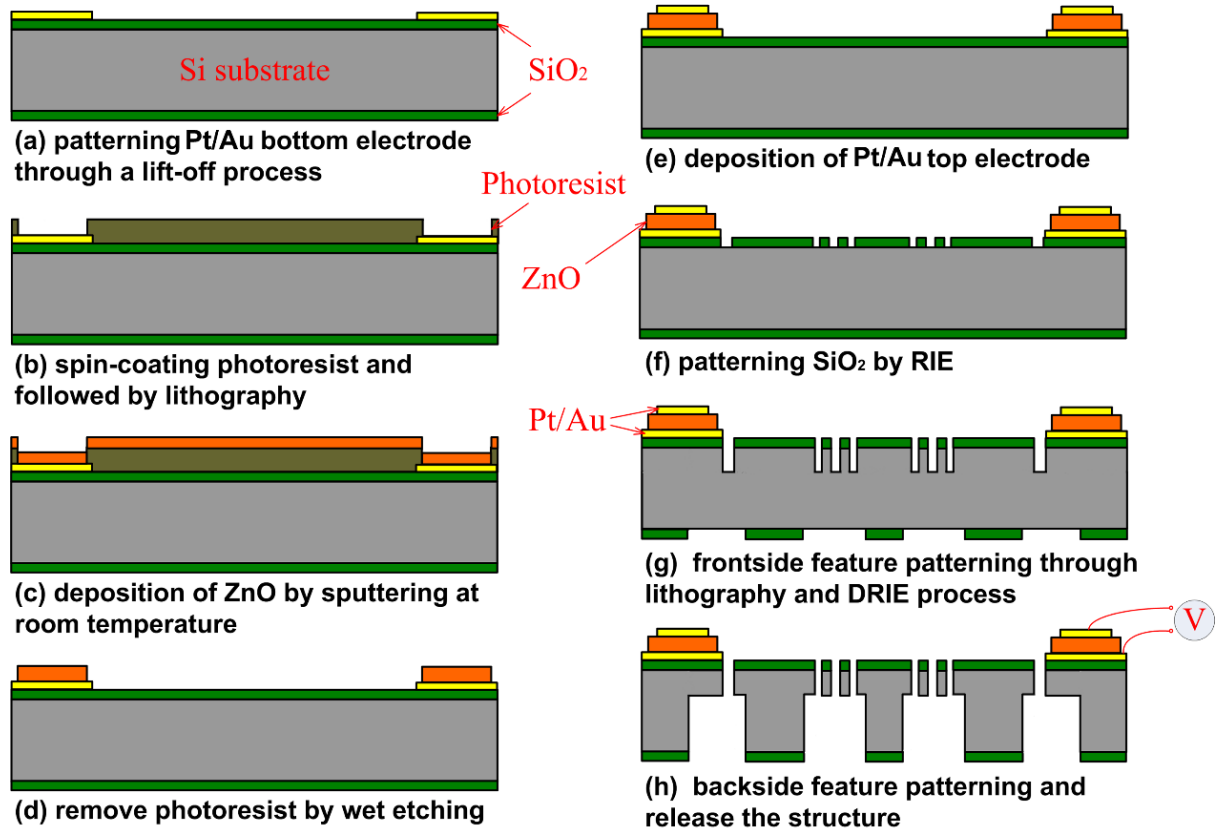 Si substrate
SiO₂
(a) patterning Pt/Au bottom electrode
through a lift-off process
Photoresist
(b) spin-coating photoresist and
followed by lithography
(c) deposition of ZnO by sputtering at
room temperature
(d) remove photoresist by wet etching
(e) deposition of Pt/Au top electrode
ZnO
(f) patterning SiO₂ by RIE
Pt/Au
(g) frontside feature patterning through
lithography and DRIE process
V
(h) backside feature patterning and
release the structure